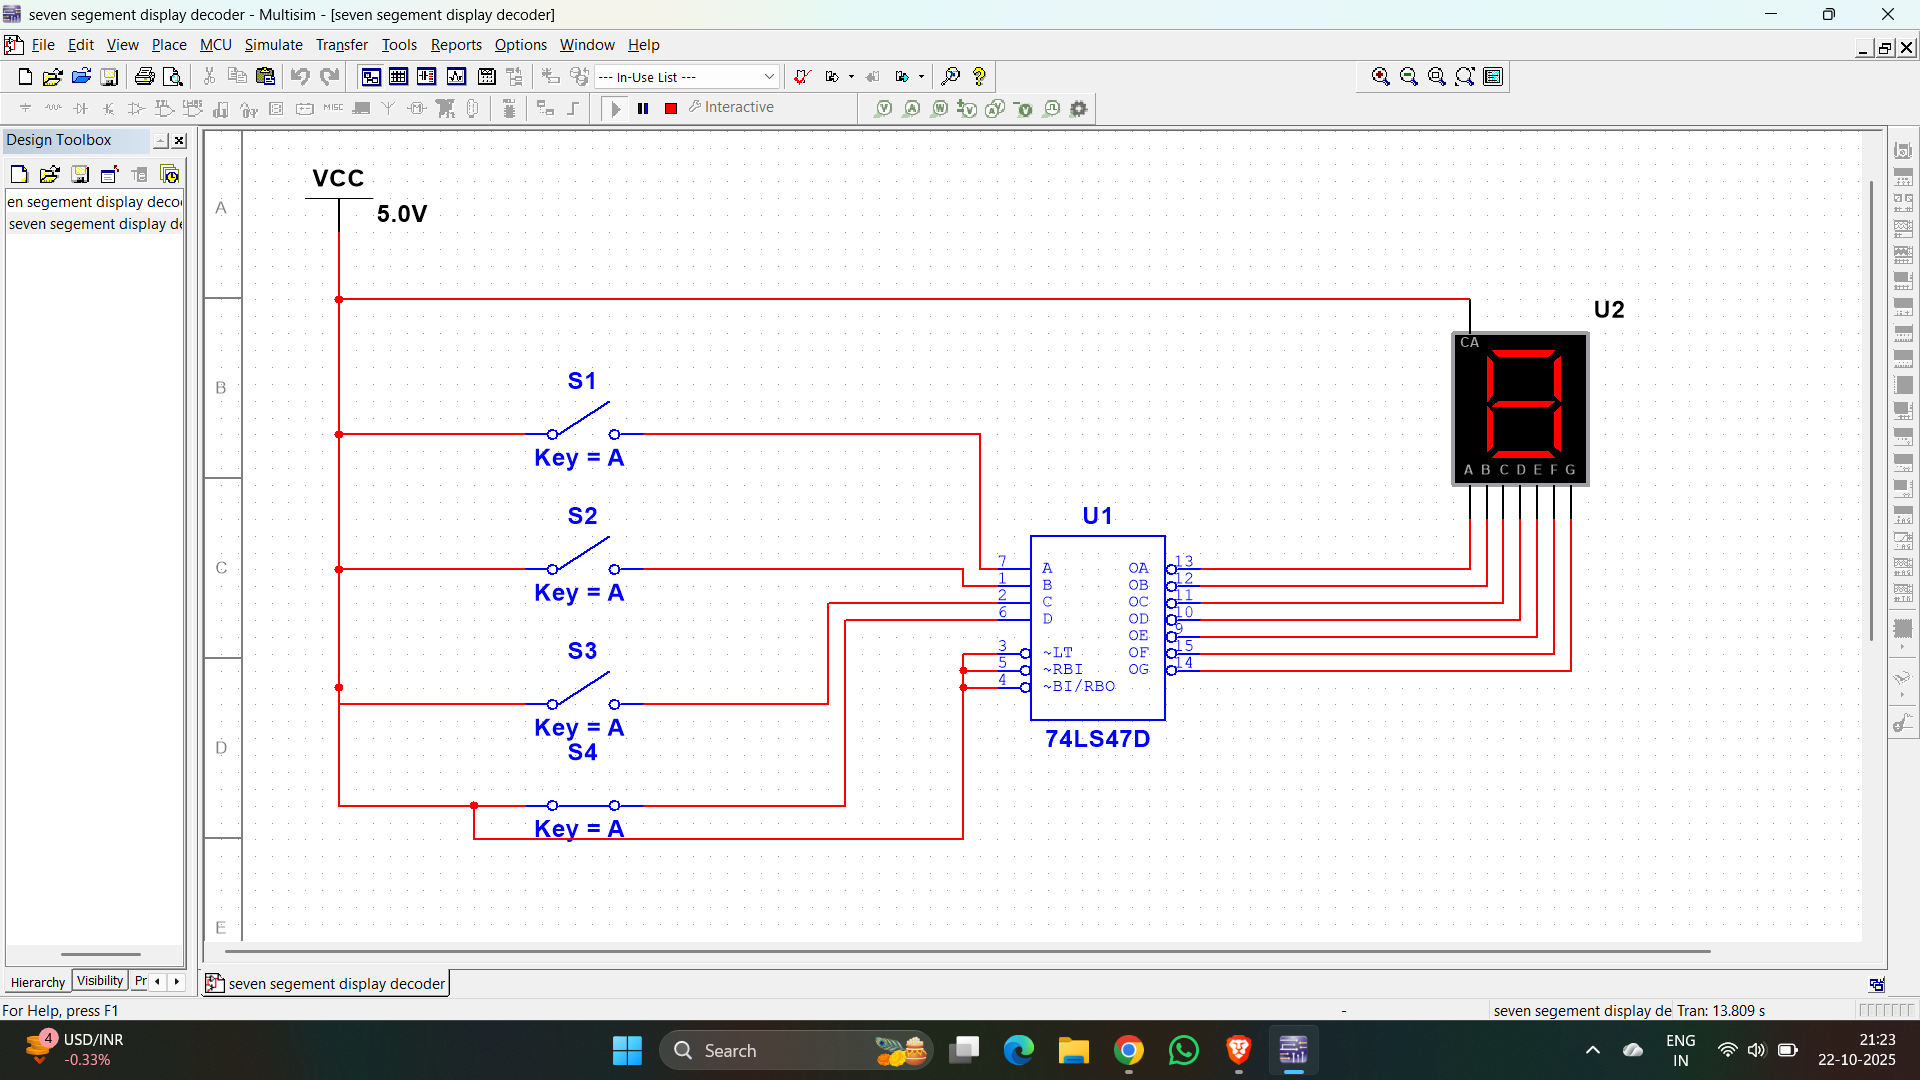 seven segement display decoder - Multisim - [seven segement display decoder]
File Edit View Place MCU Simulate Transfer Tools Reports Options Window Help
--- In-Use List ---
MISC
Interactive
Design Toolbox
en segement display deco
seven segement display de
A
B
C
D
E
VCC
5.0V
U2
CA
A B C D E F G
S1
Key = A
S2
Key = A
S3
Key = A
S4
Key = A
U1
7 A OA 13
1 B OB 12
2 C OC 11
6 D OD 10
OE 9
3 ~LT OF 15
5 ~RBI OG 14
4 ~BI/RBO
74LS47D
Hierarchy Visibility Pr
seven segement display decoder
For Help, press F1
-
seven segement display de Tran: 13.809 s
4
USD/INR
-0.33%
Search
ENG
IN
21:23
22-10-2025